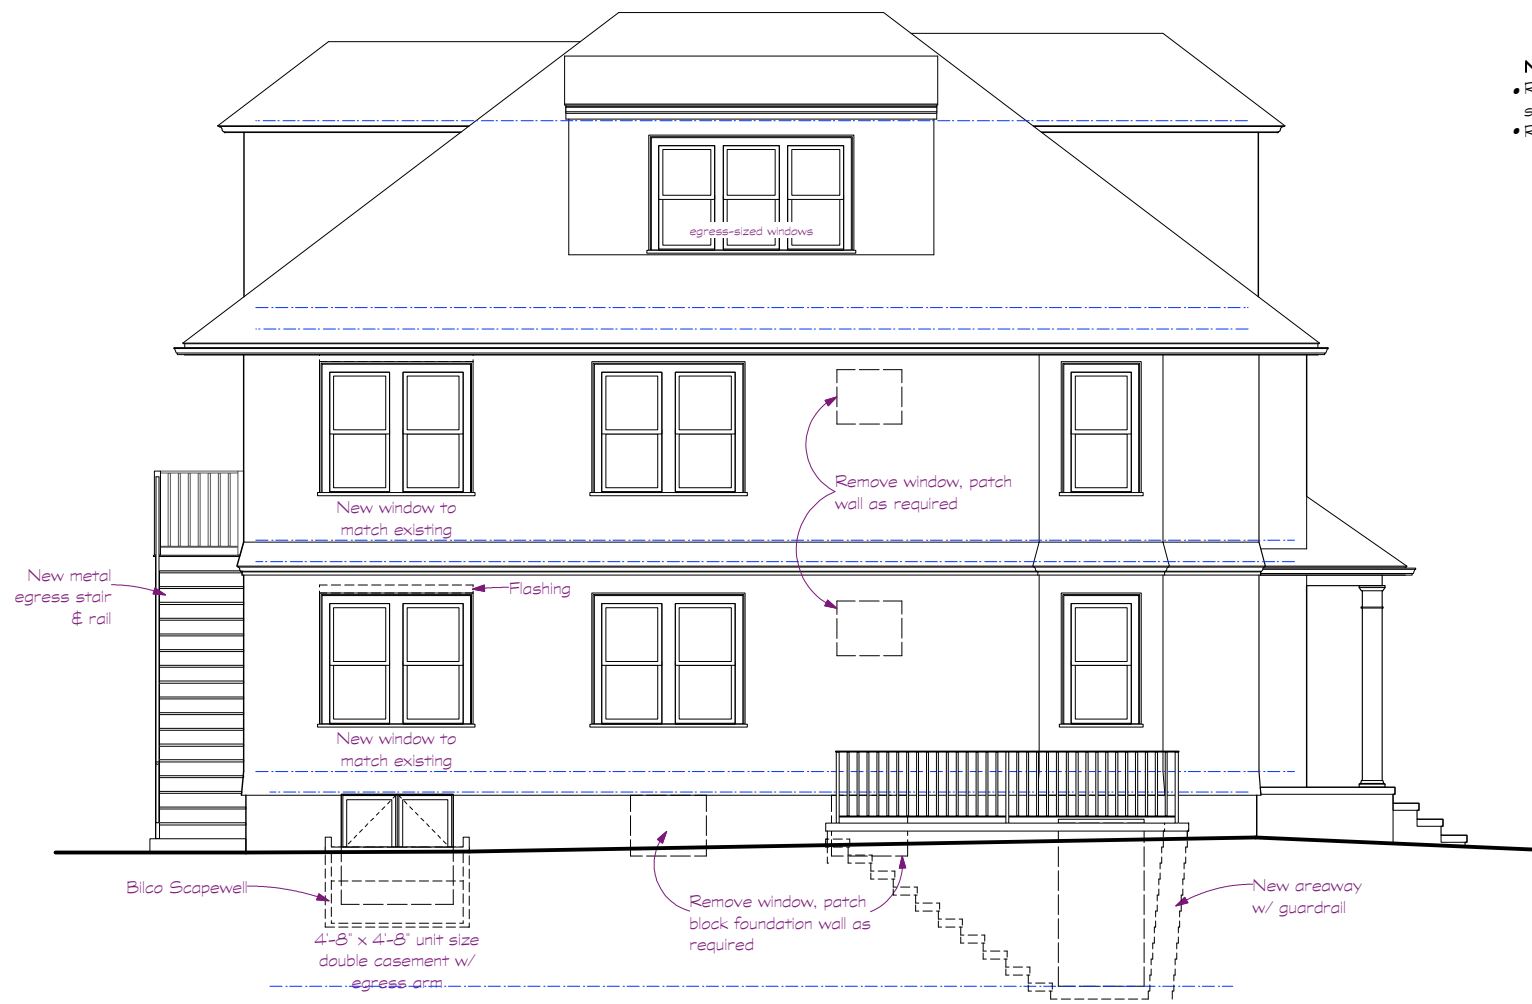 egress-sized windows
Remove window, patch
wall as required
New window to
match existing
New metal
egress stair
& rail
Flashing
New window to
match existing
Bilco Scapewell
4'-8" x 4'-8" unit size
double casement w/
egress arm
Remove window, patch
block foundation wall as
required
New areaway
w/ guardrail